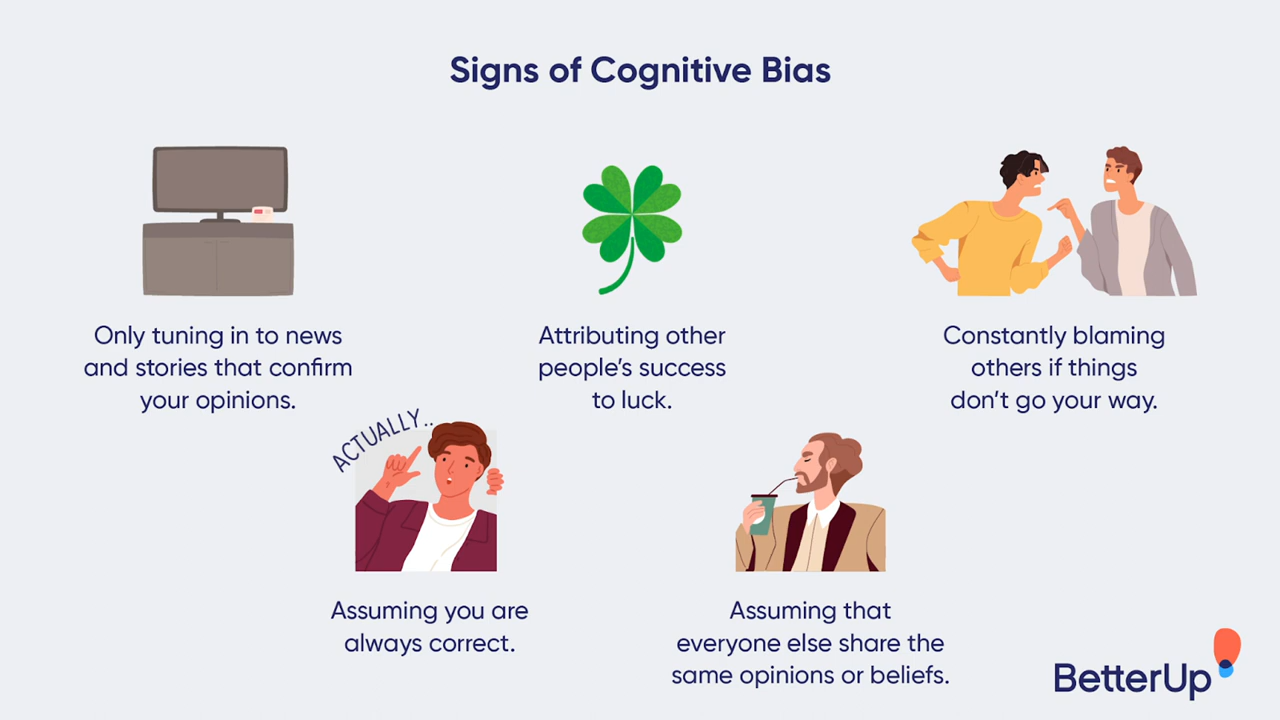 Signs of Cognitive Bias
Only tuning in to news
and stories that confirm
your opinions.
Attributing other
people’s success
to luck.
Constantly blaming
others if things
don’t go your way.
ACTUALLY..
Assuming you are
always correct.
Assuming that
everyone else share the
same opinions or beliefs.
BetterUp